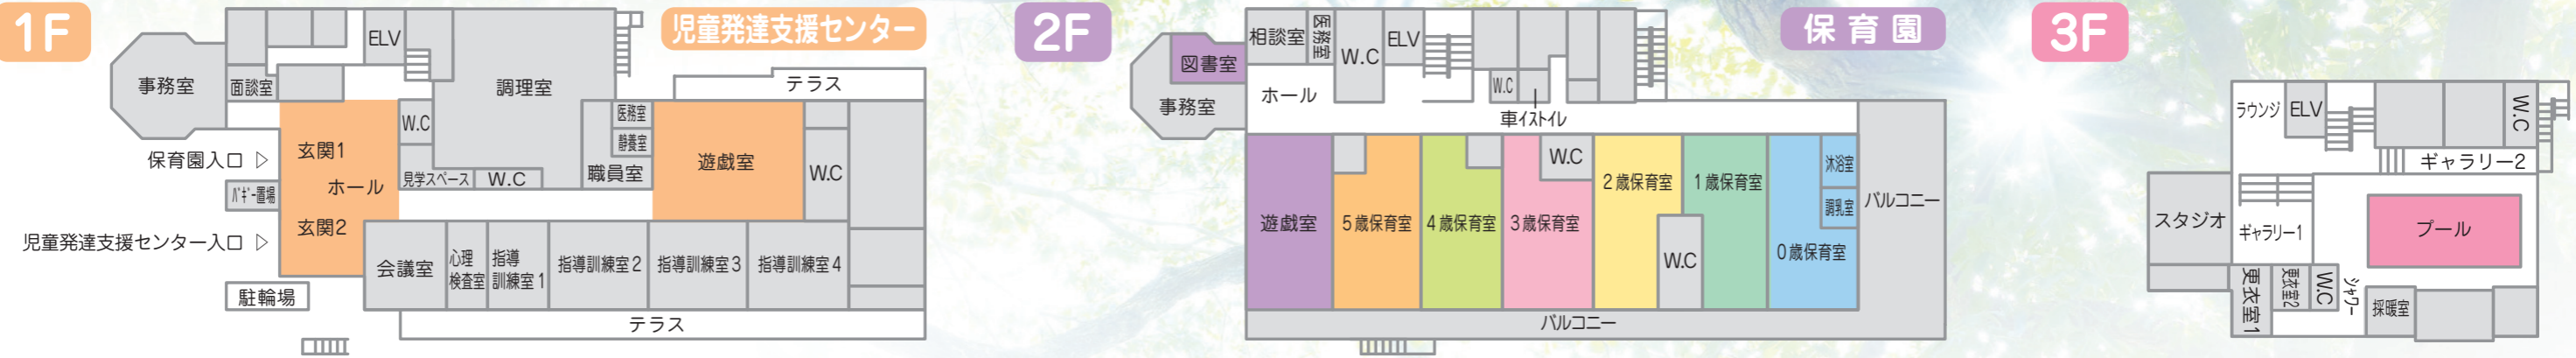 1F
児童発達支援センター
ELV
事務室
面談室
調理室
テラス
W.C
医務室
静養室
職員室
遊戯室
W.C
保育園入口 ▷
玄関1
ホール
見学スペース
W.C
バギー置場
玄関2
児童発達支援センター入口 ▷
会議室
心理
検査室
指導
訓練室1
指導訓練室2
指導訓練室3
指導訓練室4
駐輪場
テラス
2F
保育園
相談室
医務室
W.C
ELV
図書室
事務室
ホール
W.C
車イストイレ
遊戯室
5歳保育室
4歳保育室
3歳保育室
W.C
2歳保育室
W.C
1歳保育室
0歳保育室
沐浴室
調乳室
バルコニー
バルコニー
3F
ラウンジ
ELV
W.C
ギャラリー2
スタジオ
ギャラリー1
プール
更衣室1
更衣室2
W.C
シャワー
採暖室